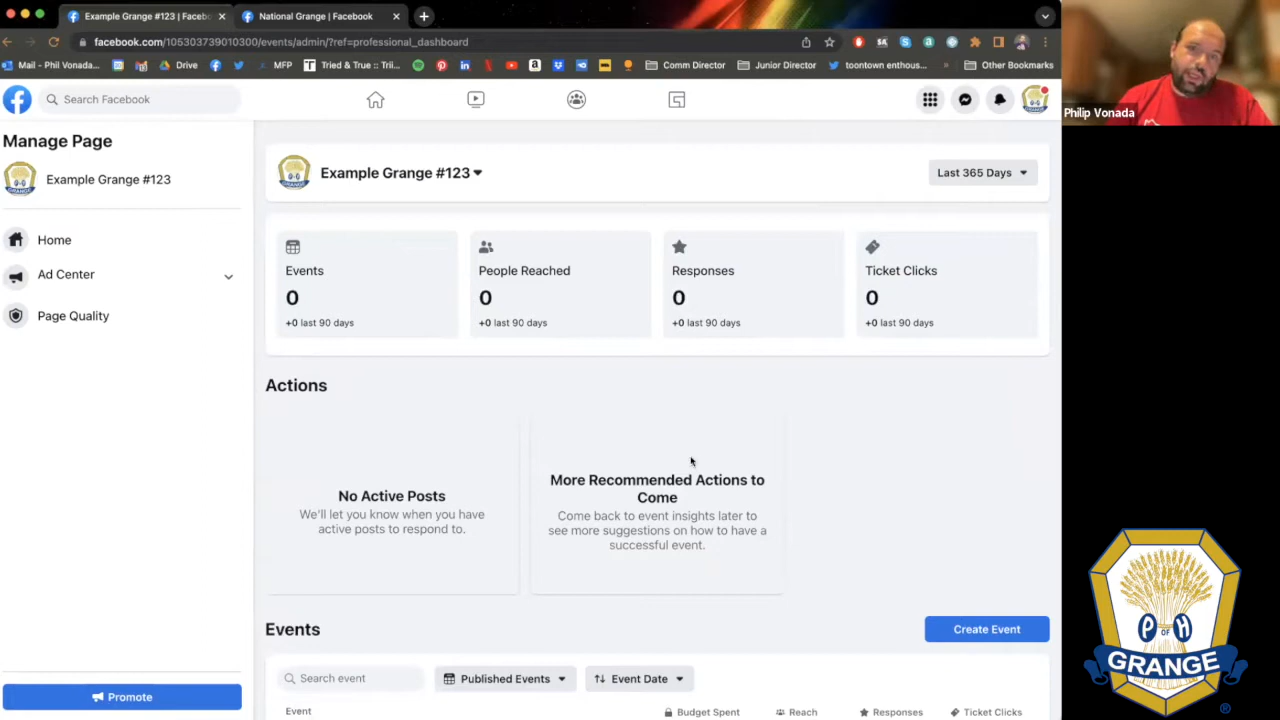 Example Grange #123 | Faceb
National Grange | Facebook
facebook.com/105303739010300/events/admin/?ref=professional_dashboard
Mail - Phil Vonada... Drive MFP Tried & True :: Trii... Comm Director Junior Director toontown enthous... » Other Bookmarks
Search Facebook
Philip Vonada
Manage Page
Example Grange #123
Home
Ad Center
Page Quality
Promote
Example Grange #123
Last 365 Days
Events
0
+0 last 90 days
People Reached
0
+0 last 90 days
Responses
0
+0 last 90 days
Ticket Clicks
0
+0 last 90 days
Actions
No Active Posts
We'll let you know when you have
active posts to respond to.
More Recommended Actions to
Come
Come back to event insights later to
see more suggestions on how to have a
successful event.
Events
Create Event
Search event
Published Events
Event Date
Event Budget Spent Reach Responses Ticket Clicks
P OF H
GRANGE
®